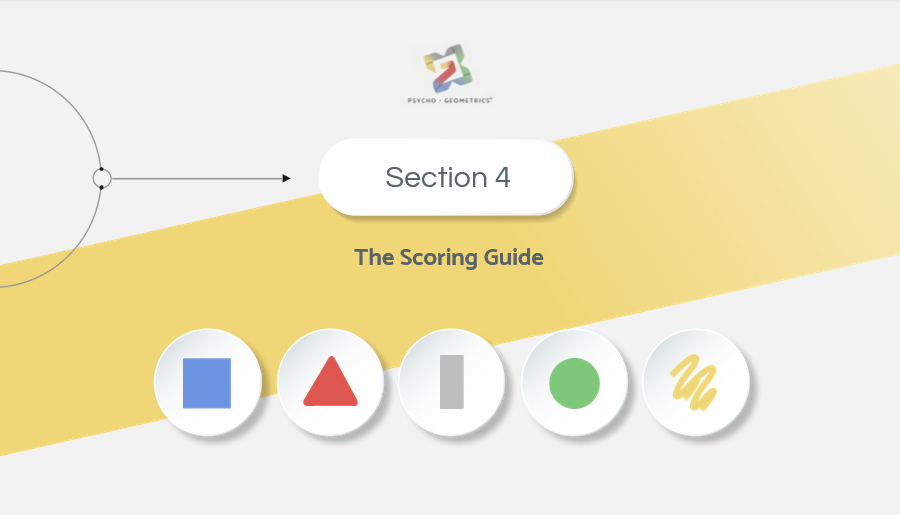 PSYCHO - GEOMETRICS®
Section 4
The Scoring Guide